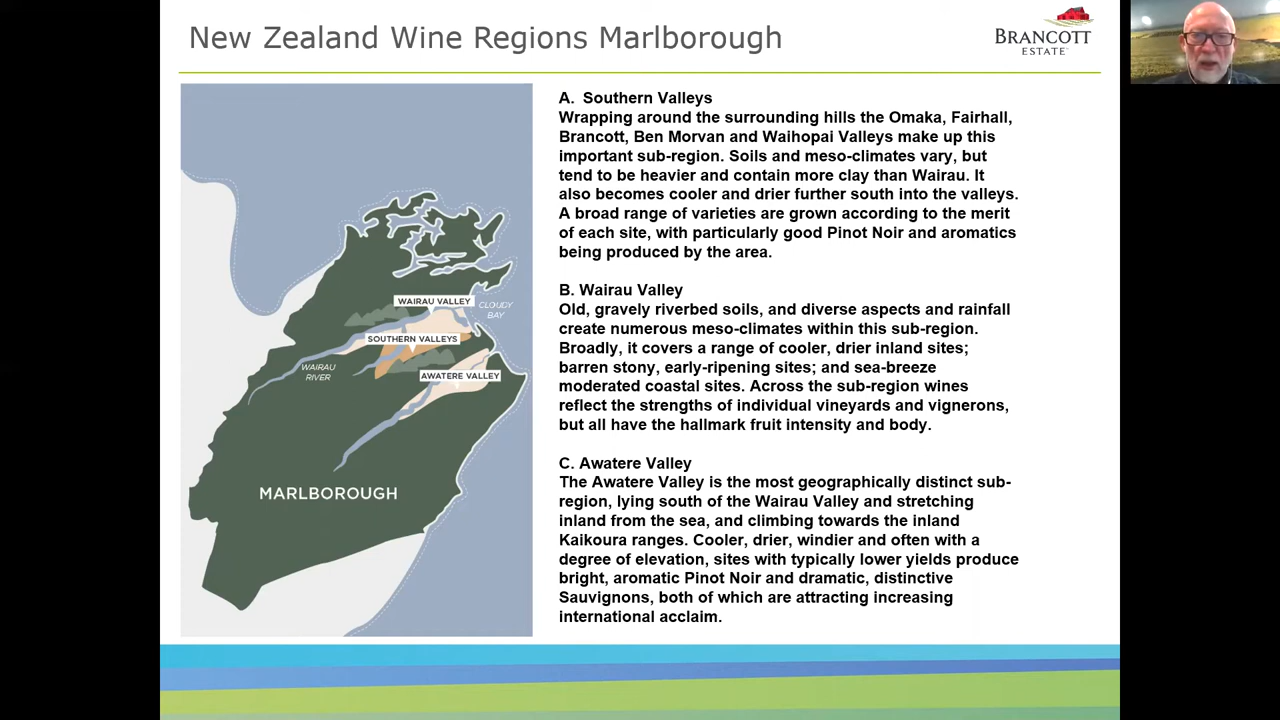 New Zealand Wine Regions Marlborough
BRANCOTT
ESTATE
A. Southern Valleys
Wrapping around the surrounding hills the Omaka, Fairhall,
Brancott, Ben Morvan and Waihopai Valleys make up this
important sub-region. Soils and meso-climates vary, but
tend to be heavier and contain more clay than Wairau. It
also becomes cooler and drier further south into the valleys.
A broad range of varieties are grown according to the merit
of each site, with particularly good Pinot Noir and aromatics
being produced by the area.
B. Wairau Valley
Old, gravely riverbed soils, and diverse aspects and rainfall
create numerous meso-climates within this sub-region.
Broadly, it covers a range of cooler, drier inland sites;
barren stony, early-ripening sites; and sea-breeze
moderated coastal sites. Across the sub-region wines
reflect the strengths of individual vineyards and vignerons,
but all have the hallmark fruit intensity and body.
C. Awatere Valley
The Awatere Valley is the most geographically distinct sub-
region, lying south of the Wairau Valley and stretching
inland from the sea, and climbing towards the inland
Kaikoura ranges. Cooler, drier, windier and often with a
degree of elevation, sites with typically lower yields produce
bright, aromatic Pinot Noir and dramatic, distinctive
Sauvignons, both of which are attracting increasing
international acclaim.
WAIRAU VALLEY
CLOUDY
BAY
SOUTHERN VALLEYS
WAIRAU
RIVER
AWATERE VALLEY
MARLBOROUGH